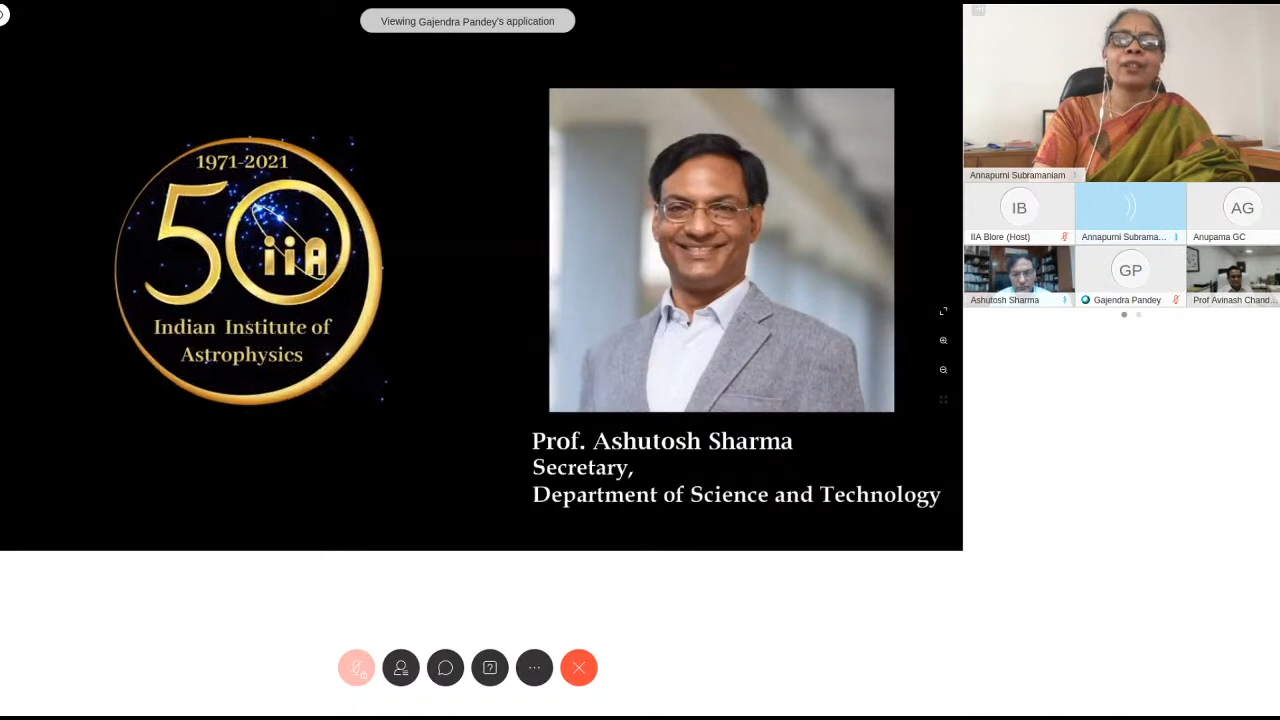 Viewing Gajendra Pandey's application
1971-2021
50
iiA
Indian Institute of
Astrophysics
Prof. Ashutosh Sharma
Secretary,
Department of Science and Technology
Annapurni Subramaniam
IB
AG
IIA Blore (Host)
Annapurni Subrama...
Anupama GC
GP
Ashutosh Sharma
Gajendra Pandey
Prof Avinash Chand...